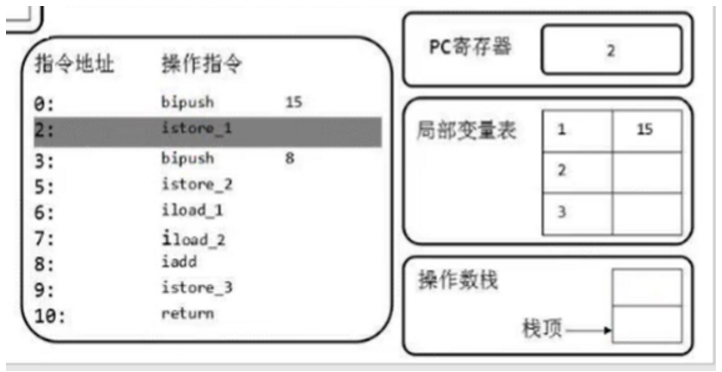 指令地址 操作指令
0: bipush 15
2: istore_1
3: bipush 8
5: istore_2
6: iload_1
7: iload_2
8: iadd
9: istore_3
10: return
PC寄存器 2
局部变量表 1 15
2
3
操作数栈
栈顶